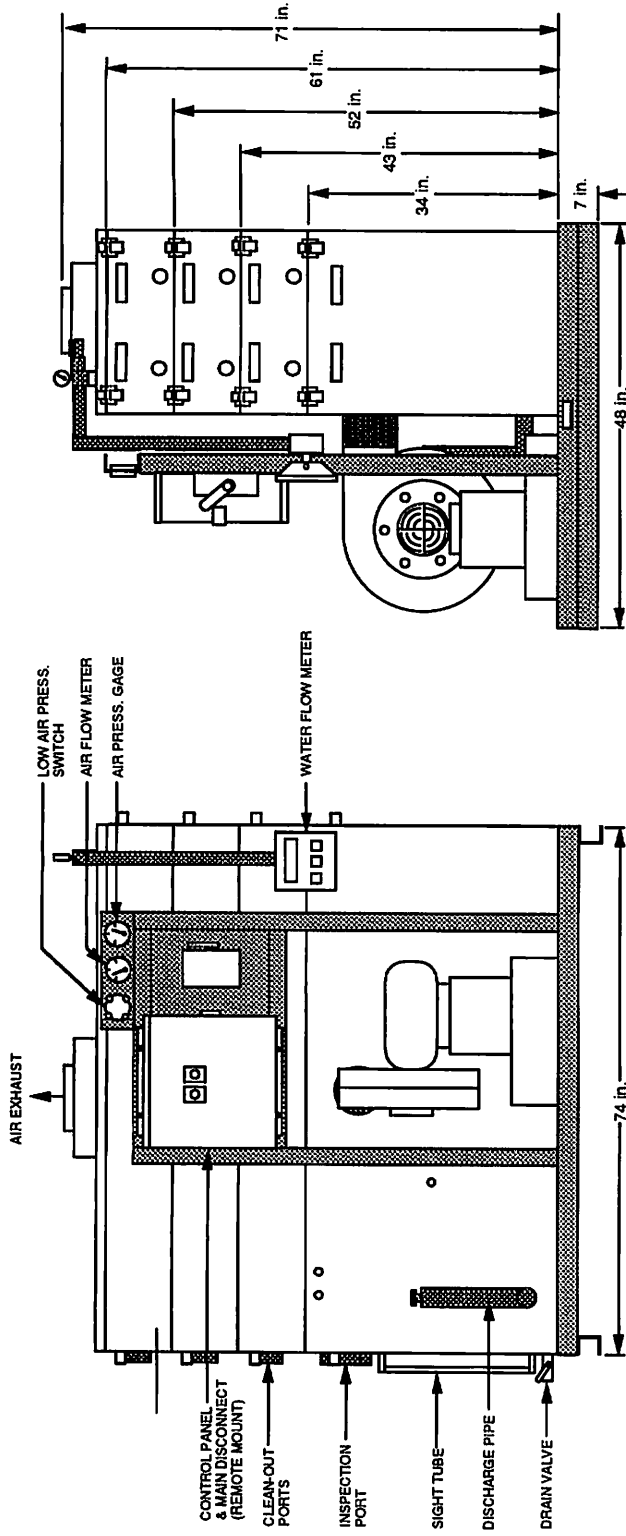 AIR EXHAUST
LOW AIR PRESS.
SWITCH
AIR FLOW METER
AIR PRESS. GAGE
WATER FLOW METER
CONTROL PANEL
& MAIN DISCONNECT
(REMOTE MOUNT)
CLEAN-OUT
PORTS
INSPECTION
PORT
SIGHT TUBE
DISCHARGE PIPE
DRAIN VALVE
74 in.
71 in.
61 in.
52 in.
43 in.
34 in.
7 in.
48 in.